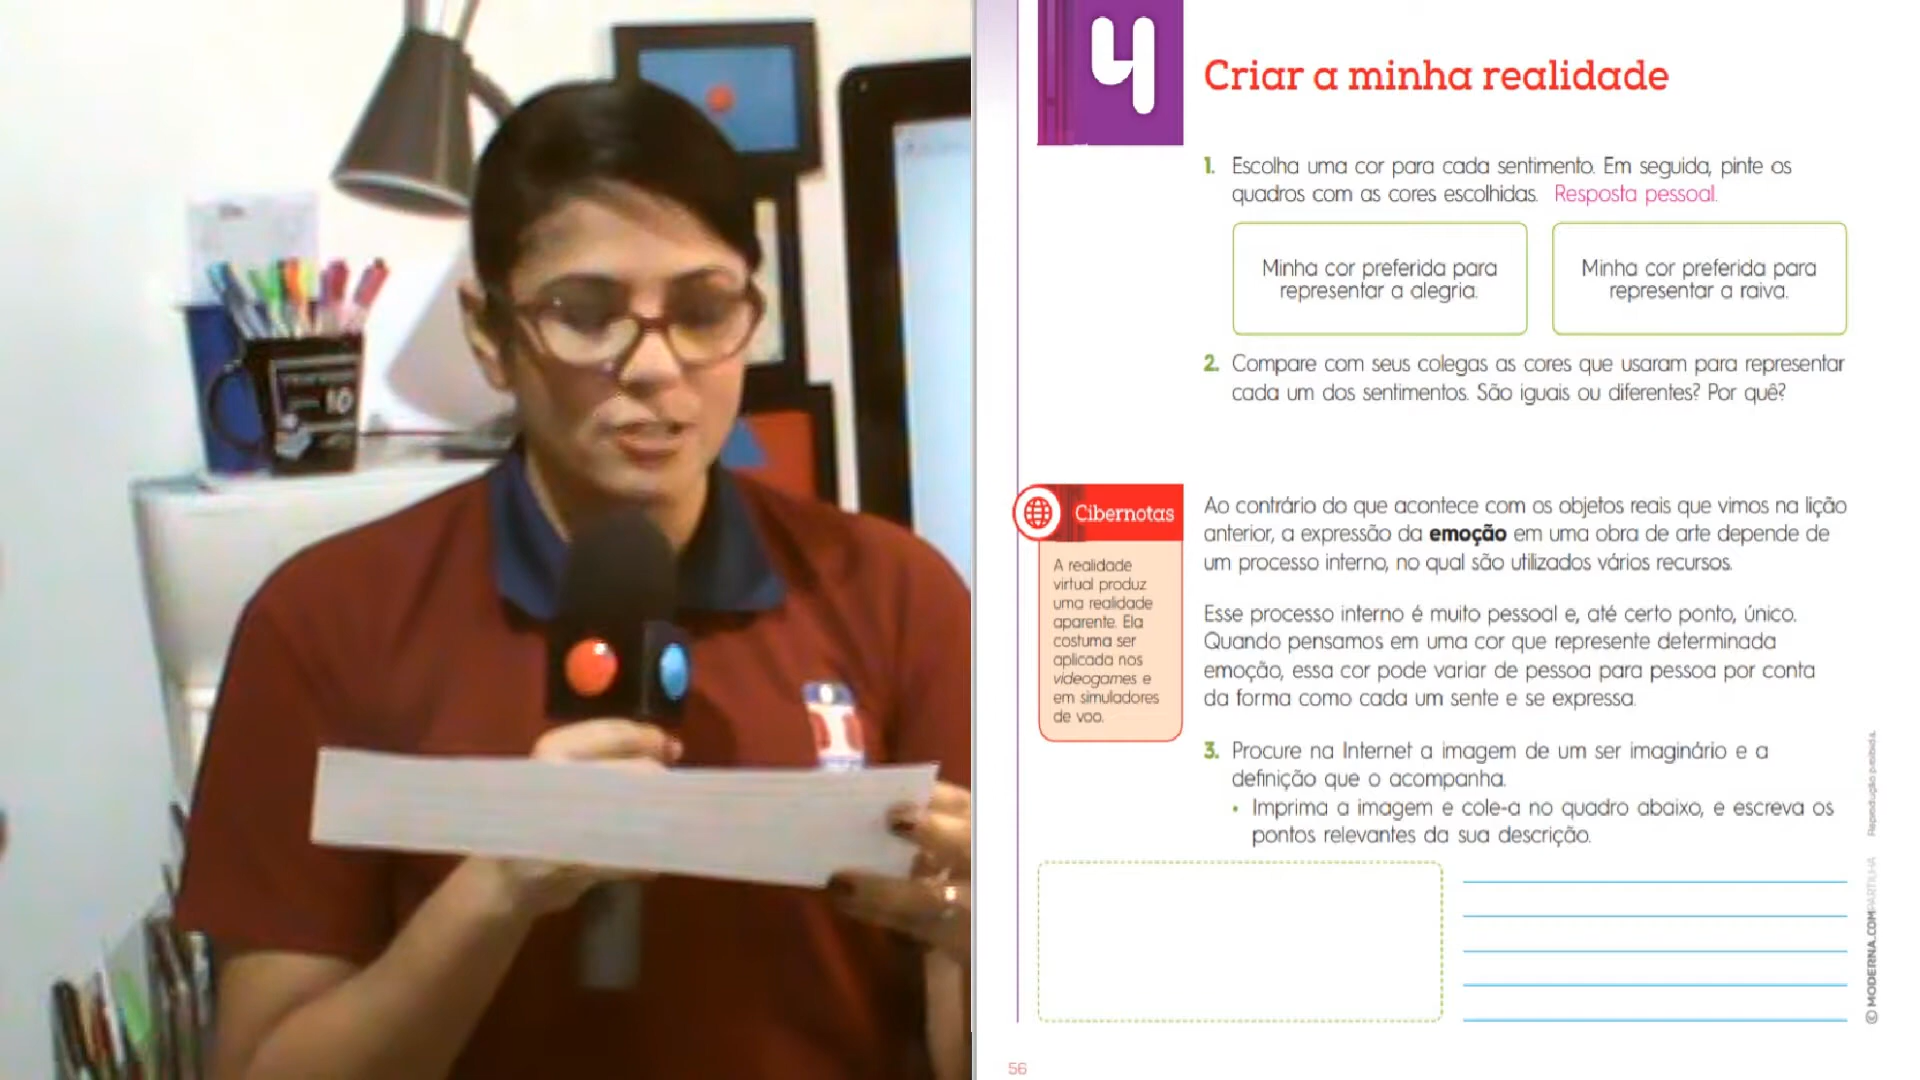 10
4
Criar a minha realidade
1. Escolha uma cor para cada sentimento. Em seguida, pinte os
quadros com as cores escolhidas. Resposta pessoal.
Minha cor preferida para
representar a alegria.
Minha cor preferida para
representar a raiva.
2. Compare com seus colegas as cores que usaram para representar
cada um dos sentimentos. São iguais ou diferentes? Por quê?
Cibernotas
A realidade
virtual produz
uma realidade
aparente. Ela
costuma ser
aplicada nos
videogames e
em simuladores
de voo.
Ao contrário do que acontece com os objetos reais que vimos na lição
anterior, a expressão da emoção em uma obra de arte depende de
um processo interno, no qual são utilizados vários recursos.
Esse processo interno é muito pessoal e, até certo ponto, único.
Quando pensamos em uma cor que represente determinada
emoção, essa cor pode variar de pessoa para pessoa por conta
da forma como cada um sente e se expressa.
3. Procure na Internet a imagem de um ser imaginário e a
definição que o acompanha.
• Imprima a imagem e cole-a no quadro abaixo, e escreva os
pontos relevantes da sua descrição.
© MODERNA.COMPARTILHA Reprodução proibida.
56